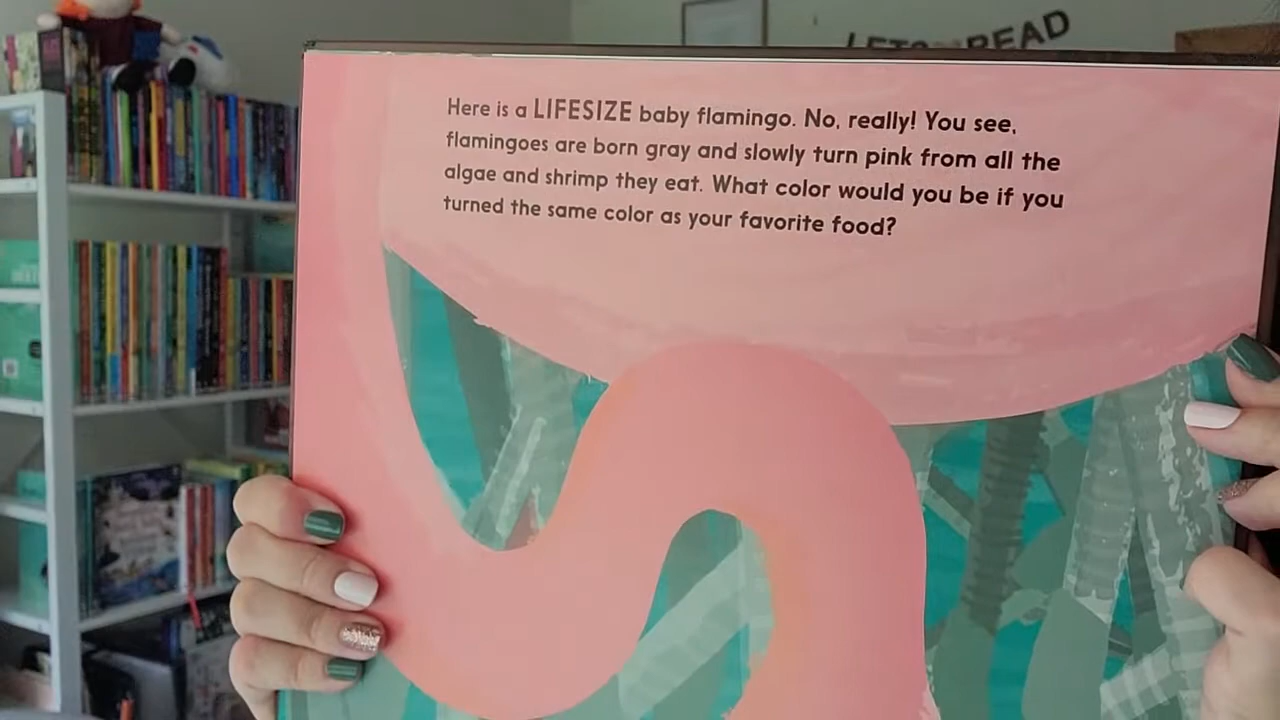 LETS READ
Here is a LIFESIZE baby flamingo. No, really! You see,
flamingoes are born gray and slowly turn pink from all the
algae and shrimp they eat. What color would you be if you
turned the same color as your favorite food?